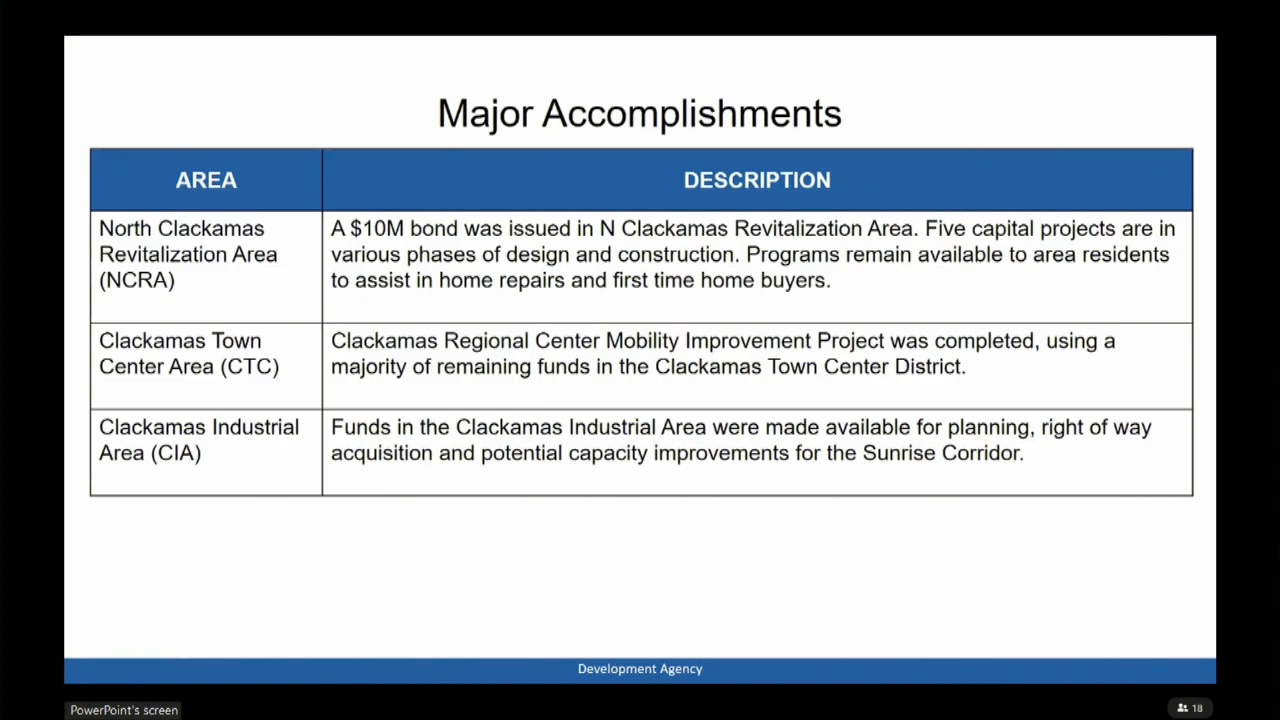 Major Accomplishments
AREA
DESCRIPTION
North Clackamas
Revitalization Area
(NCRA)
A $10M bond was issued in N Clackamas Revitalization Area. Five capital projects are in
various phases of design and construction. Programs remain available to area residents
to assist in home repairs and first time home buyers.
Clackamas Town
Center Area (CTC)
Clackamas Regional Center Mobility Improvement Project was completed, using a
majority of remaining funds in the Clackamas Town Center District.
Clackamas Industrial
Area (CIA)
Funds in the Clackamas Industrial Area were made available for planning, right of way
acquisition and potential capacity improvements for the Sunrise Corridor.
Development Agency
PowerPoint's screen
18